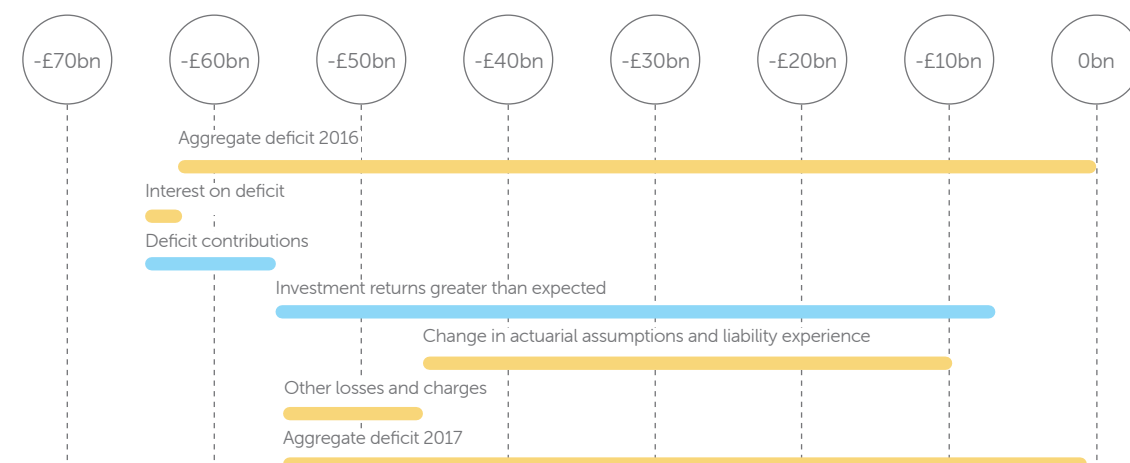 -£70bn -£60bn -£50bn -£40bn -£30bn -£20bn -£10bn 0bn
Aggregate deficit 2016
Interest on deficit
Deficit contributions
Investment returns greater than expected
Change in actuarial assumptions and liability experience
Other losses and charges
Aggregate deficit 2017